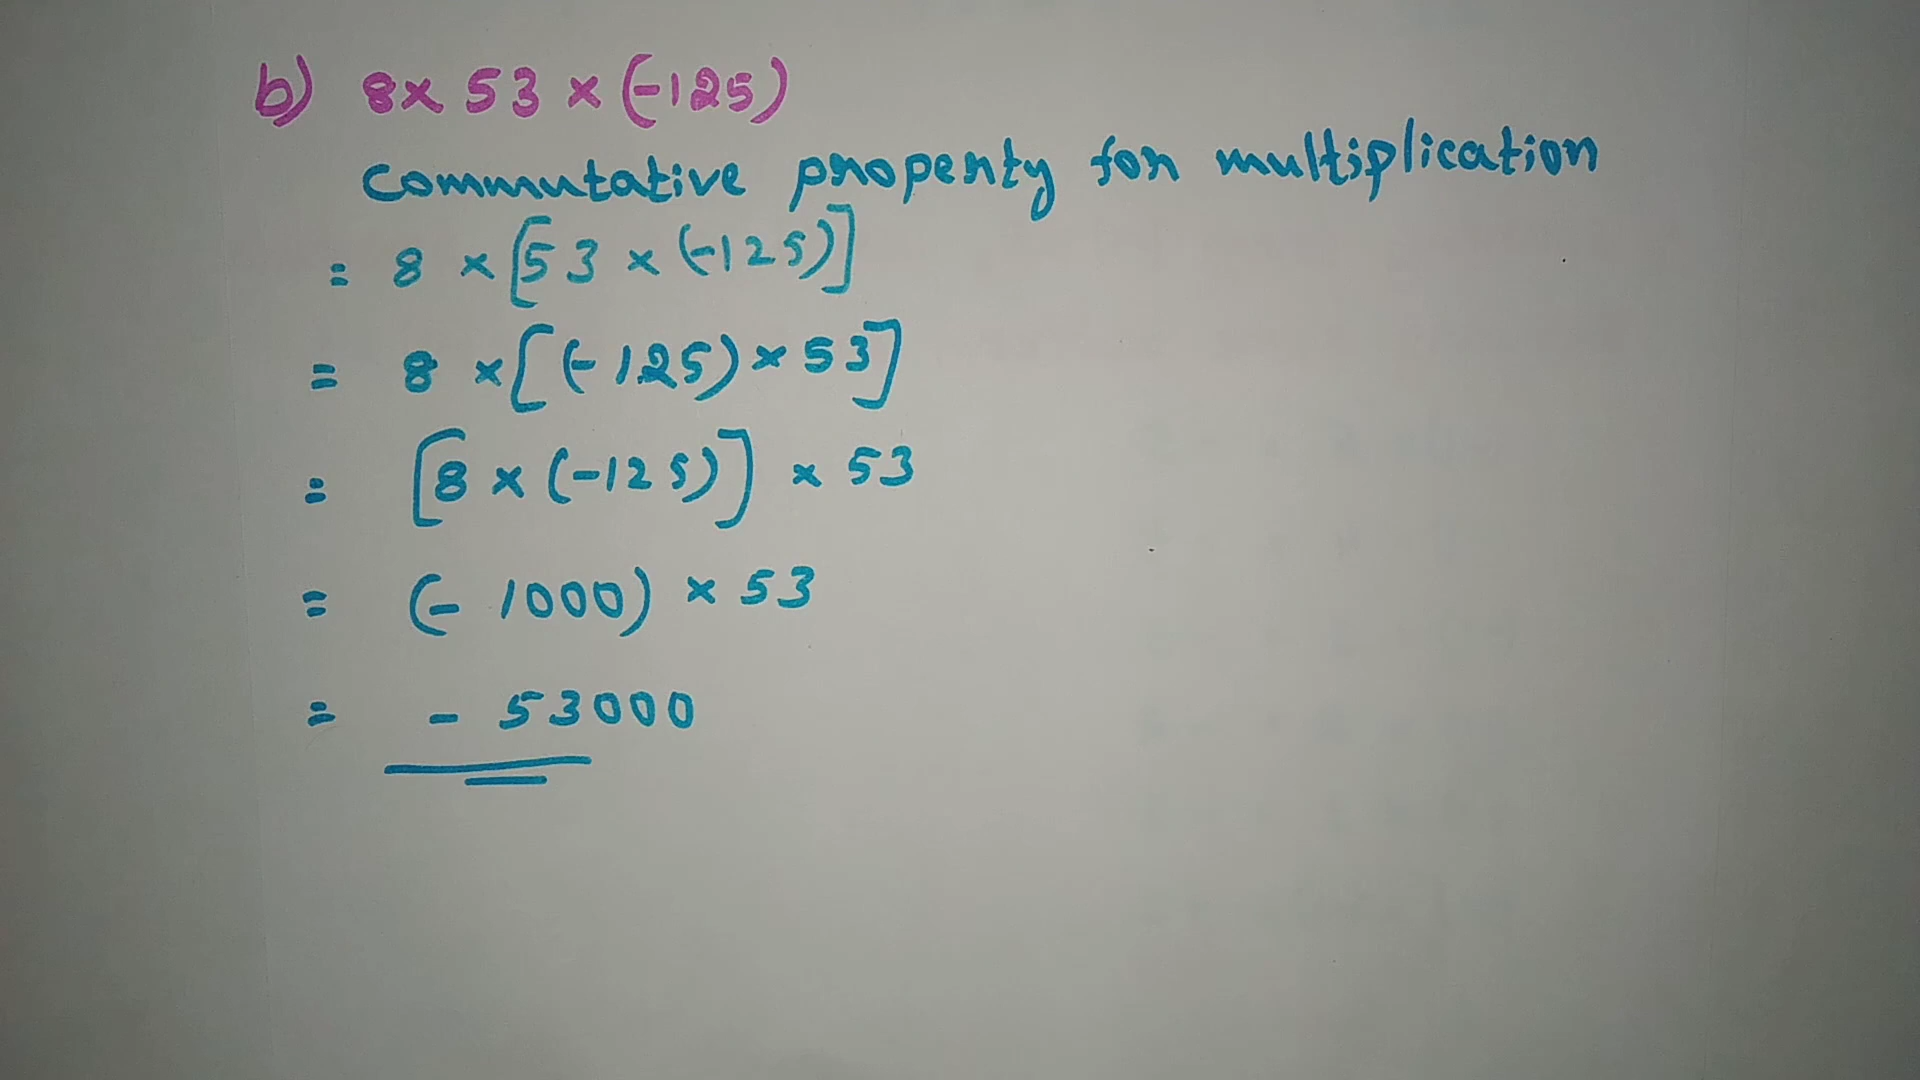 b) 8 × 53 × (-125)
Commutative property for multiplication
= 8 × [53 × (-125)]
= 8 × [(-125) × 53]
= [8 × (-125)] × 53
= (- 1000) × 53
= - 53000